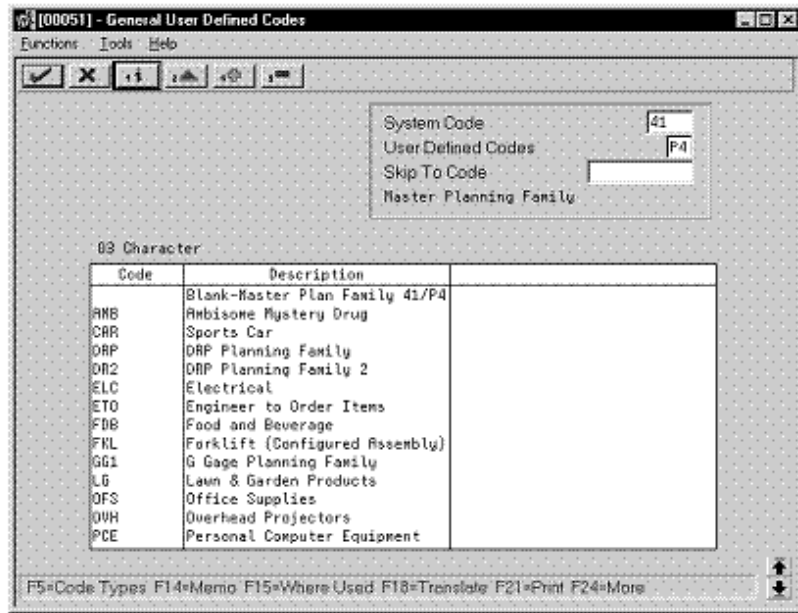 [00051] - General User Defined Codes
Functions Tools Help
System Code 41
User Defined Codes P4
Skip To Code
Master Planning Family
03 Character
Code Description
Blank-Master Plan Family 41/P4
AMB Ambisome Mystery Drug
CAR Sports Car
DRP DRP Planning Family
DR2 DRP Planning Family 2
ELC Electrical
ETO Engineer to Order Items
FDB Food and Beverage
FKL Forklift (Configured Assembly)
GG1 G Gage Planning Family
LG Lawn & Garden Products
OFS Office Supplies
OVH Overhead Projectors
PCE Personal Computer Equipment
F5=Code Types F14=Memo F15=Where Used F18=Translate F21=Print F24=More